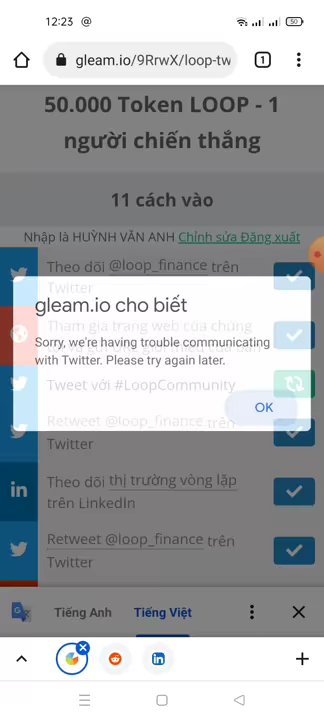 12:23
50
gleam.io/9RrwX/loop-tw
1
50.000 Token LOOP - 1
người chiến thắng
11 cách vào
Nhập là HUỲNH VĂN ANH Chỉnh sửa Đăng xuất
Theo dõi @loop_finance trên
Twitter
gleam.io cho biết
Tham gia trang web của chúng
Sorry, we're having trouble communicating
with Twitter. Please try again later.
Tweet với #LoopCommunity
OK
Retweet @loop_finance trên
Twitter
in
Theo dõi thị trường vòng lặp
trên LinkedIn
Retweet @loop_finance trên
Twitter
Tiếng Anh
Tiếng Việt